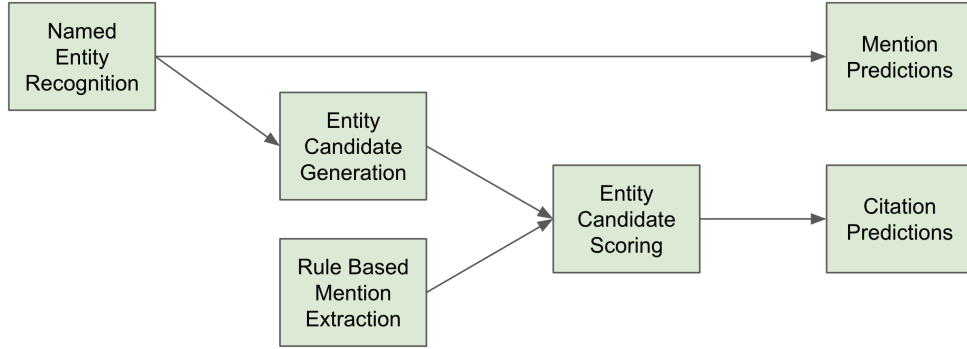 Named
Entity
Recognition
Mention
Predictions
Entity
Candidate
Generation
Entity
Candidate
Scoring
Citation
Predictions
Rule Based
Mention
Extraction